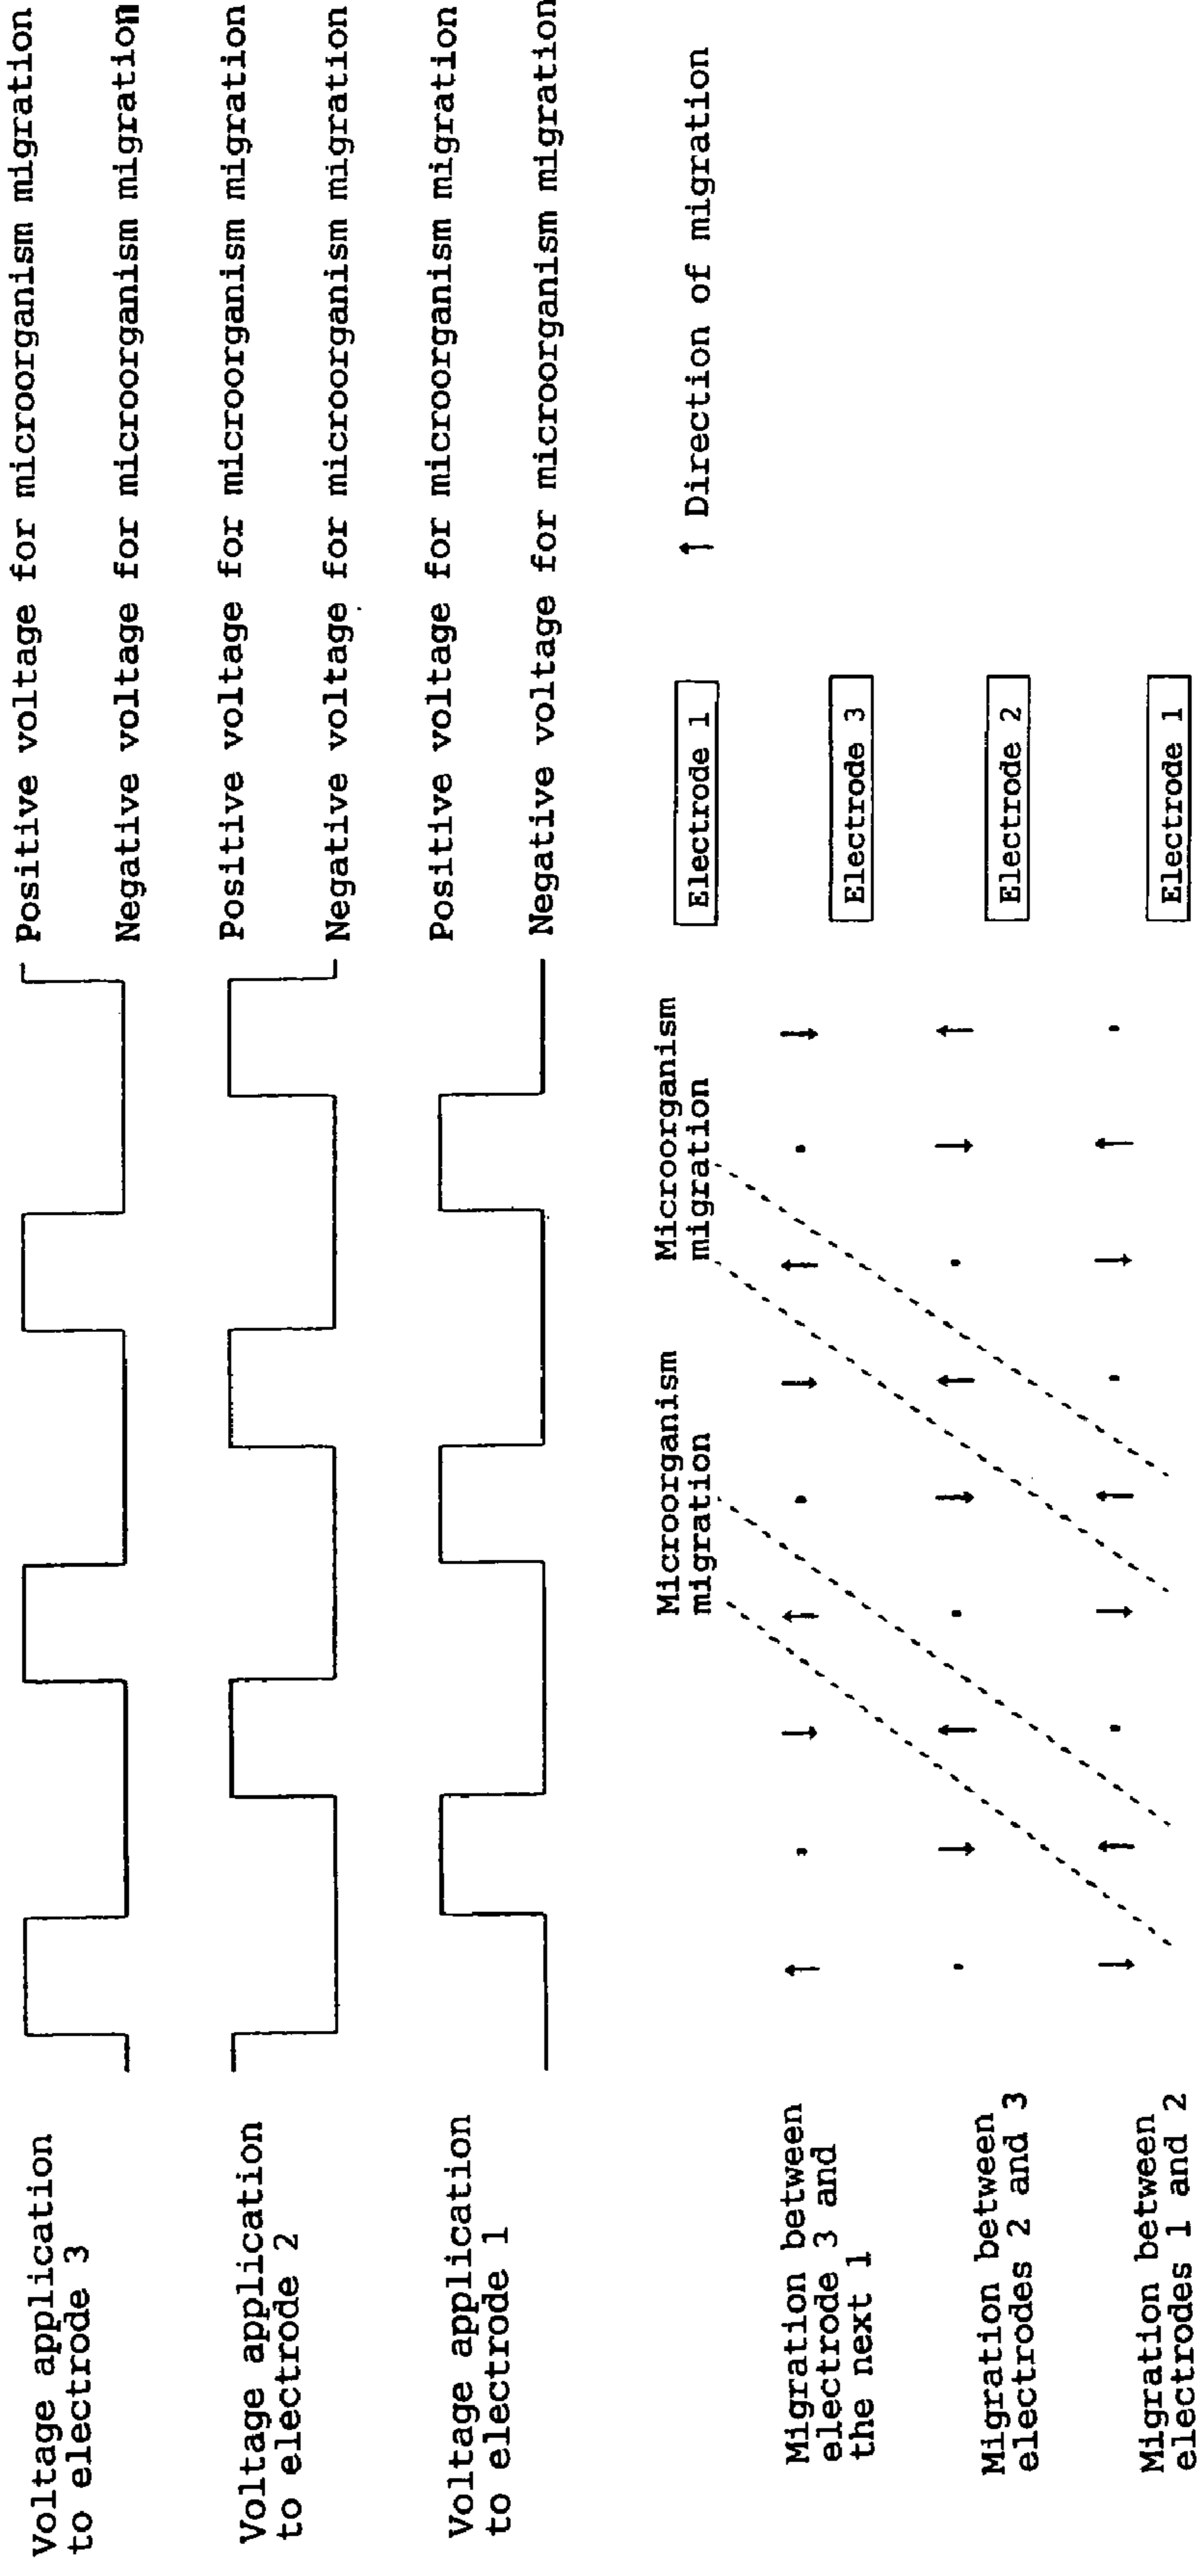 Voltage application
to electrode 3
Positive voltage for microorganism migration
Negative voltage for microorganism migration
Voltage application
to electrode 2
Positive voltage for microorganism migration
Negative voltage for microorganism migration
Voltage application
to electrode 1
Positive voltage for microorganism migration
Negative voltage for microorganism migration
Microorganism
migration
Microorganism
migration
Electrode 1
↑ Direction of migration
Migration between
electrode 3 and
the next 1
Electrode 3
Migration between
electrodes 2 and 3
Electrode 2
Migration between
electrodes 1 and 2
Electrode 1